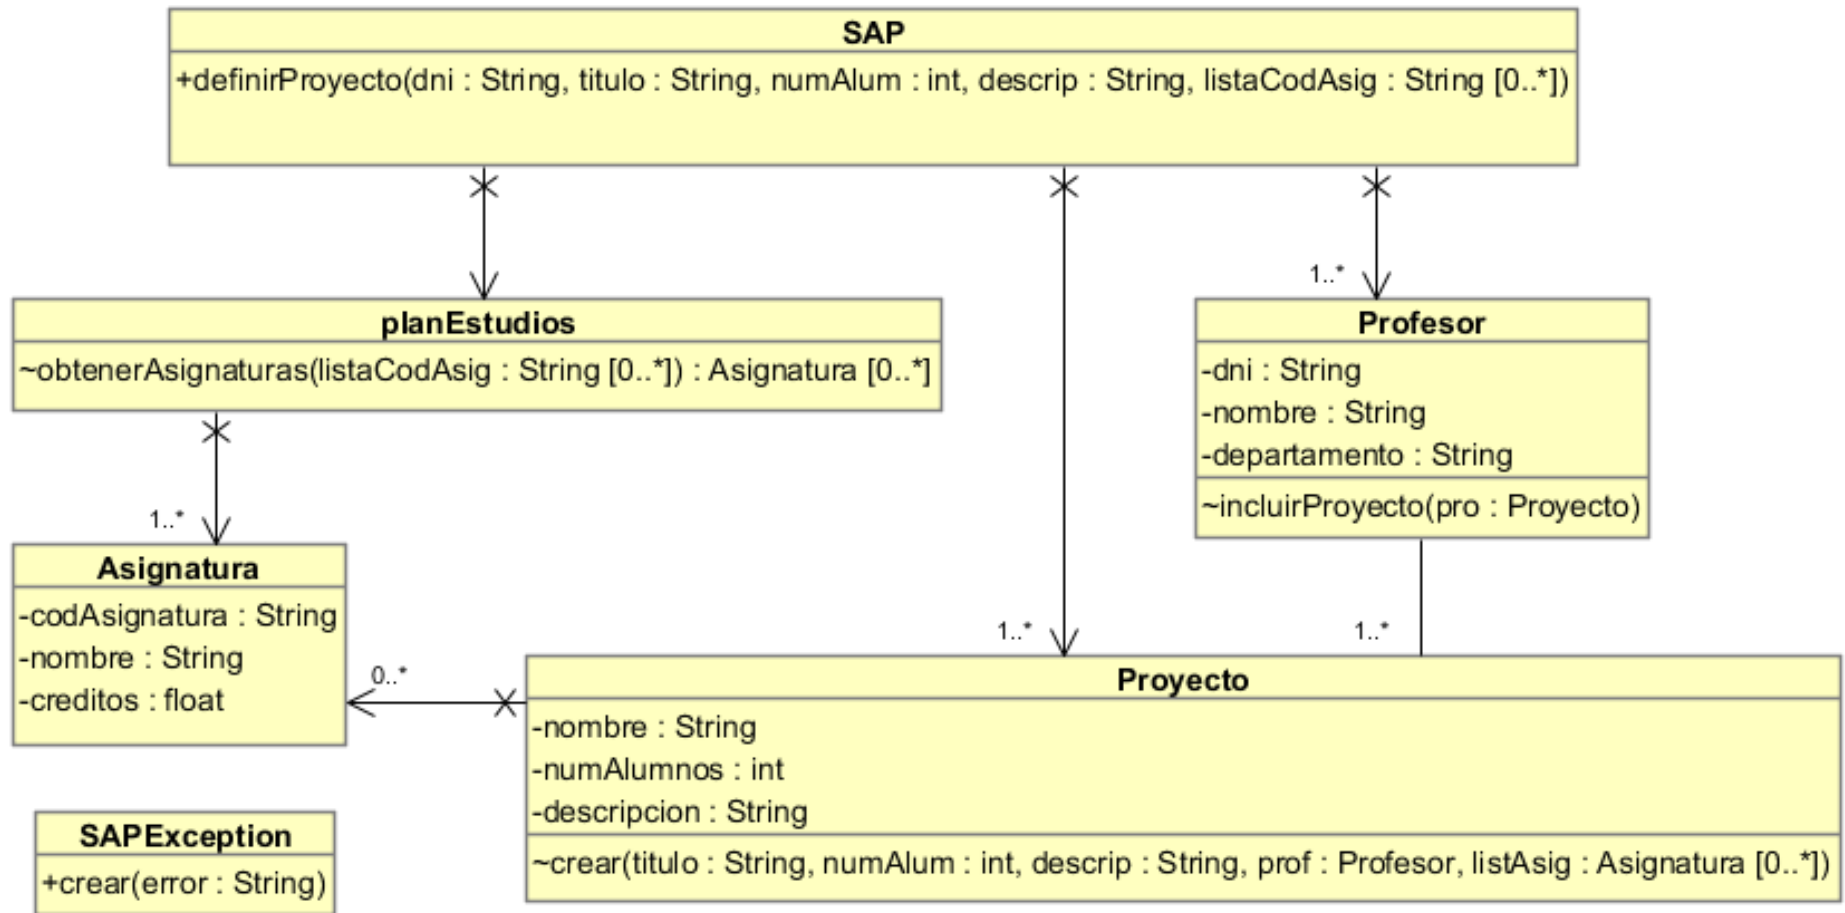 SAP
+definirProyecto(dni : String, titulo : String, numAlum : int, descrip : String, listaCodAsig : String [0..*])
1..*
planEstudios
~obtenerAsignaturas(listaCodAsig : String [0..*]) : Asignatura [0..*]
Profesor
-dni : String
-nombre : String
-departamento : String
~incluirProyecto(pro : Proyecto)
1..*
Asignatura
-codAsignatura : String
-nombre : String
-creditos : float
1..*
1..*
0..*
Proyecto
-nombre : String
-numAlumnos : int
-descripcion : String
~crear(titulo : String, numAlum : int, descrip : String, prof : Profesor, listAsig : Asignatura [0..*])
SAPException
+crear(error : String)